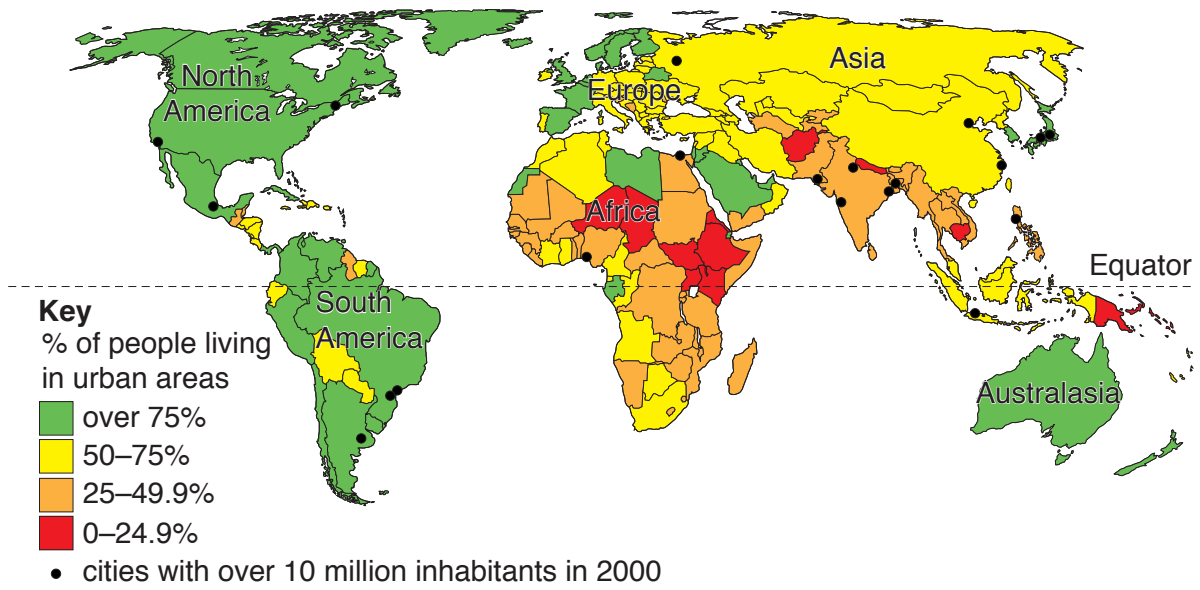 North
America
Europe
Asia
Africa
Equator
South
America
Australasia
Key
% of people living
in urban areas
over 75%
50–75%
25–49.9%
0–24.9%
cities with over 10 million inhabitants in 2000